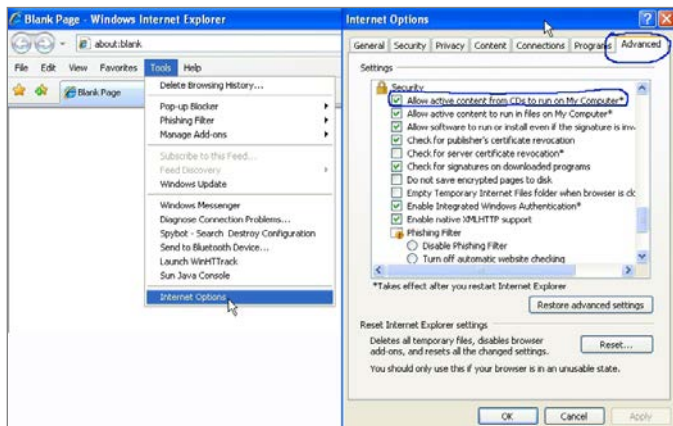 Blank Page - Windows Internet Explorer
about:blank
File Edit View Favorites Tools Help
Blank Page
Delete Browsing History...
Pop-up Blocker
Phishing Filter
Manage Add-ons
Subscribe to this Feed...
Feed Discovery
Windows Update
Windows Messenger
Diagnose Connection Problems...
Spybot - Search Destroy Configuration
Send to Bluetooth Device...
Launch WinHTTrack
Sun Java Console
Internet Options
Internet Options
General Security Privacy Content Connections Programs Advanced
Settings
Security
Allow active content from CDs to run on My Computer*
Allow active content to run in files on My Computer*
Allow software to run or install even if the signature is inv
Check for publisher's certificate revocation
Check for server certificate revocation*
Check for signatures on downloaded programs
Do not save encrypted pages to disk
Empty Temporary Internet Files folder when browser is clo
Enable Integrated Windows Authentication*
Enable native XMLHTTP support
Phishing Filter
Disable Phishing Filter
Turn off automatic website checking
*Takes effect after you restart Internet Explorer
Restore advanced settings
Reset Internet Explorer settings
Deletes all temporary files, disables browser
add-ons, and resets all the changed settings.
Reset...
You should only use this if your browser is in an unusable state.
OK Cancel Apply